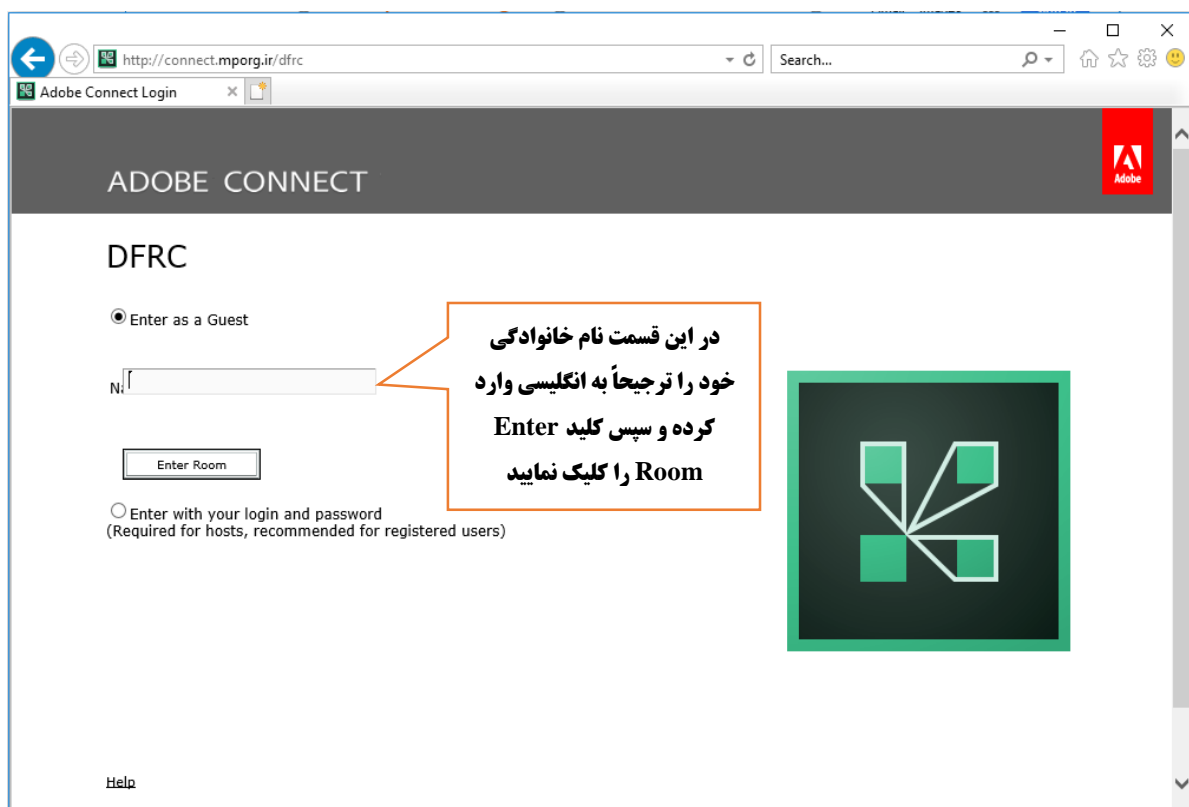 http://connect.mporg.ir/dfrc
Search...
Adobe Connect Login
ADOBE CONNECT
Adobe
DFRC
Enter as a Guest
در این قسمت نام خانوادگی
خود را ترجیحاً به انگلیسی وارد
کرده و سپس کلید Enter
Room را کلیک نمایید
Enter Room
Enter with your login and password
(Required for hosts, recommended for registered users)
Help